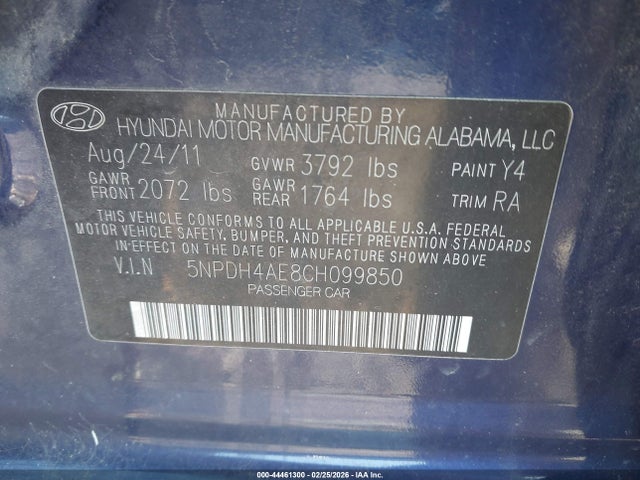 MANUFACTURED BY
HYUNDAI MOTOR MANUFACTURING ALABAMA, LLC
Aug/24/11 GVWR 3792 lbs PAINT Y4
GAWR FRONT 2072 lbs GAWR REAR 1764 lbs TRIM RA
THIS VEHICLE CONFORMS TO ALL APPLICABLE U.S.A. FEDERAL
MOTOR VEHICLE SAFETY, BUMPER, AND THEFT PREVENTION STANDARDS
IN-EFFECT ON THE DATE OF MANUFACTURE SHOWN ABOVE
V.I.N 5NPDH4AE8CH099850
PASSENGER CAR
000-44461300 - 02/25/2026 - IAA Inc.